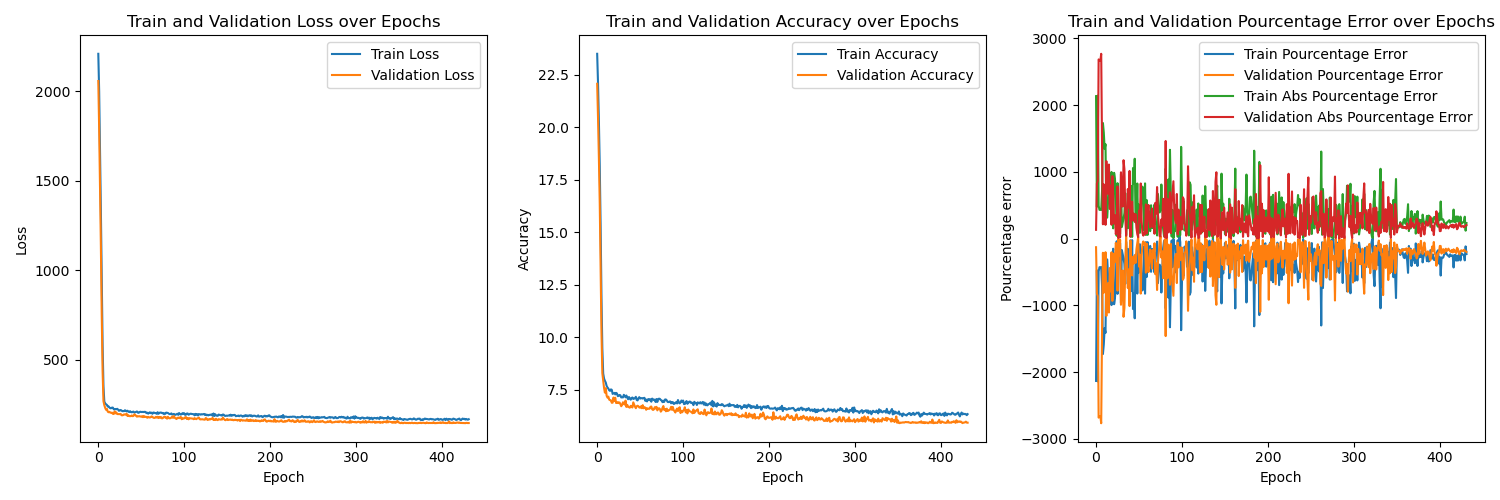 Train and Validation Loss over Epochs
Loss
2000
1500
1000
500
0
100
200
300
400
Epoch
Train Loss
Validation Loss
Train and Validation Accuracy over Epochs
Accuracy
22.5
20.0
17.5
15.0
12.5
10.0
7.5
0
100
200
300
400
Epoch
Train Accuracy
Validation Accuracy
Train and Validation Pourcentage Error over Epochs
Pourcentage error
3000
2000
1000
0
−1000
−2000
−3000
0
100
200
300
400
Epoch
Train Pourcentage Error
Validation Pourcentage Error
Train Abs Pourcentage Error
Validation Abs Pourcentage Error